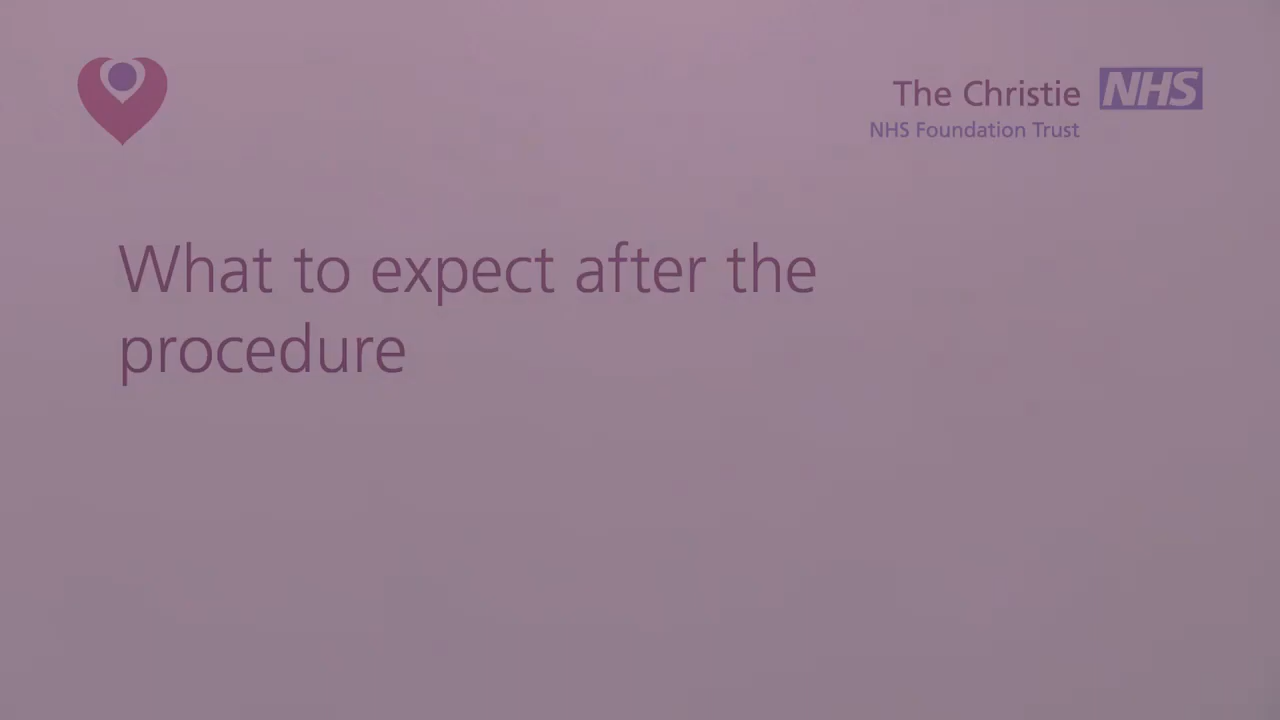 The Christie NHS
NHS Foundation Trust
What to expect after the
procedure